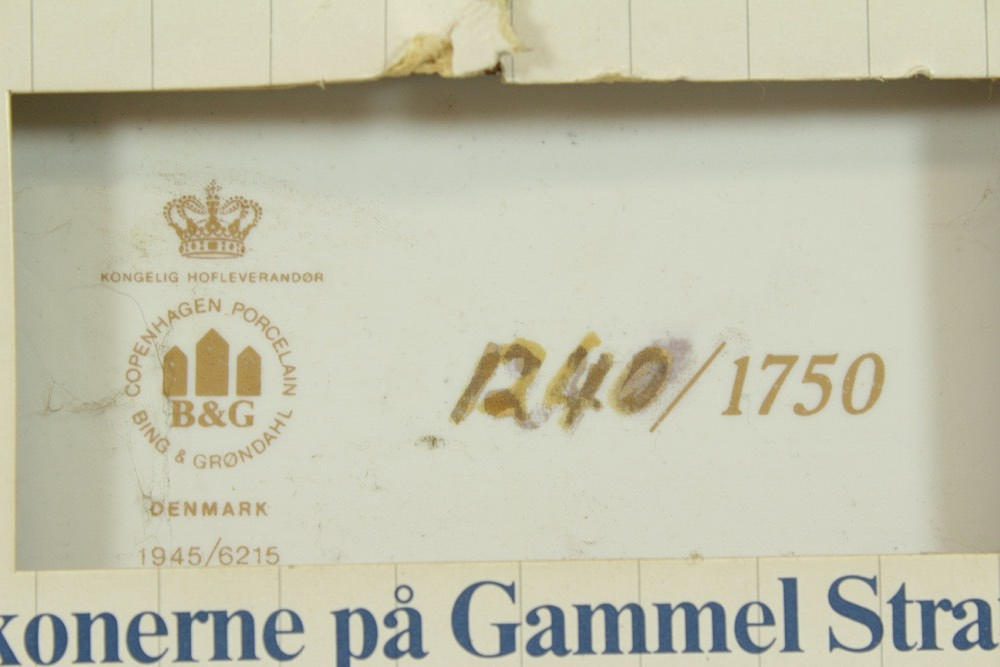 KONGELIG HOFLEVERANDØR
COPENHAGEN PORCELAIN
B&G
BING & GRØNDAHL
DENMARK
1945/6215
1240/1750
konerne på Gammel Stra